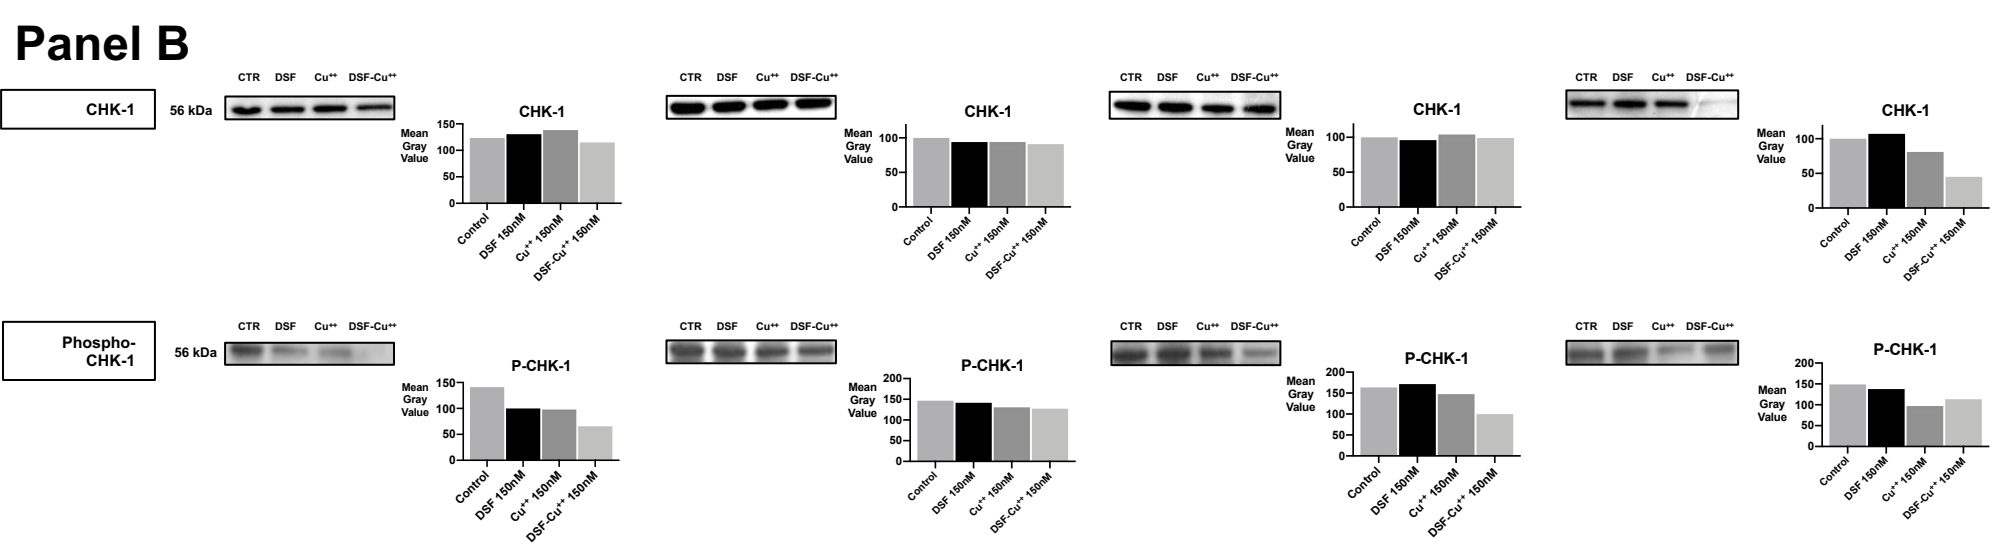 Panel B
CTR DSF Cu⁺⁺ DSF-Cu⁺⁺
CTR DSF Cu⁺⁺ DSF-Cu⁺⁺
CTR DSF Cu⁺⁺ DSF-Cu⁺⁺
CTR DSF Cu⁺⁺ DSF-Cu⁺⁺
CHK-1
56 kDa
CHK-1
Mean
Gray
Value
150
100
50
0
Control
DSF 150nM
Cu⁺⁺ 150nM
DSF-Cu⁺⁺ 150nM
CHK-1
Mean
Gray
Value
100
50
0
Control
DSF 150nM
Cu⁺⁺ 150nM
DSF-Cu⁺⁺ 150nM
CHK-1
Mean
Gray
Value
100
50
0
Control
DSF 150nM
Cu⁺⁺ 150nM
DSF-Cu⁺⁺ 150nM
CHK-1
Mean
Gray
Value
100
50
0
Control
DSF 150nM
Cu⁺⁺ 150nM
DSF-Cu⁺⁺ 150nM
CTR DSF Cu⁺⁺ DSF-Cu⁺⁺
CTR DSF Cu⁺⁺ DSF-Cu⁺⁺
CTR DSF Cu⁺⁺ DSF-Cu⁺⁺
CTR DSF Cu⁺⁺ DSF-Cu⁺⁺
Phospho-
CHK-1
56 kDa
P-CHK-1
Mean
Gray
Value
150
100
50
0
Control
DSF 150nM
Cu⁺⁺ 150nM
DSF-Cu⁺⁺ 150nM
P-CHK-1
Mean
Gray
Value
200
150
100
50
0
Control
DSF 150nM
Cu⁺⁺ 150nM
DSF-Cu⁺⁺ 150nM
P-CHK-1
Mean
Gray
Value
200
150
100
50
0
Control
DSF 150nM
Cu⁺⁺ 150nM
DSF-Cu⁺⁺ 150nM
P-CHK-1
Mean
Gray
Value
200
150
100
50
0
Control
DSF 150nM
Cu⁺⁺ 150nM
DSF-Cu⁺⁺ 150nM